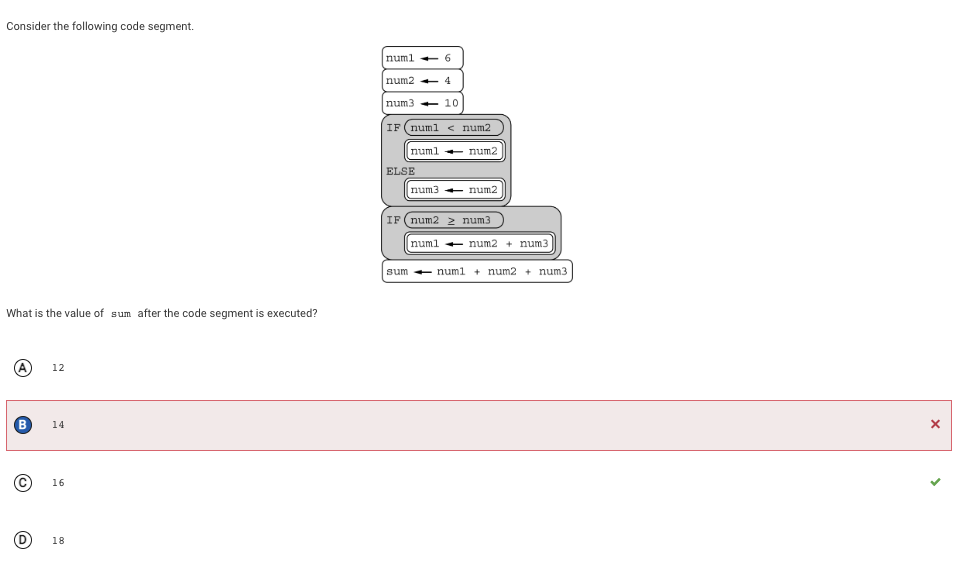 Consider the following code segment.
num1 ← 6
num2 ← 4
num3 ← 10
IF num1 < num2
num1 ← num2
ELSE
num3 ← num2
IF num2 ≥ num3
num1 ← num2 + num3
sum ← num1 + num2 + num3
What is the value of sum after the code segment is executed?
A 12
B 14
C 16
D 18